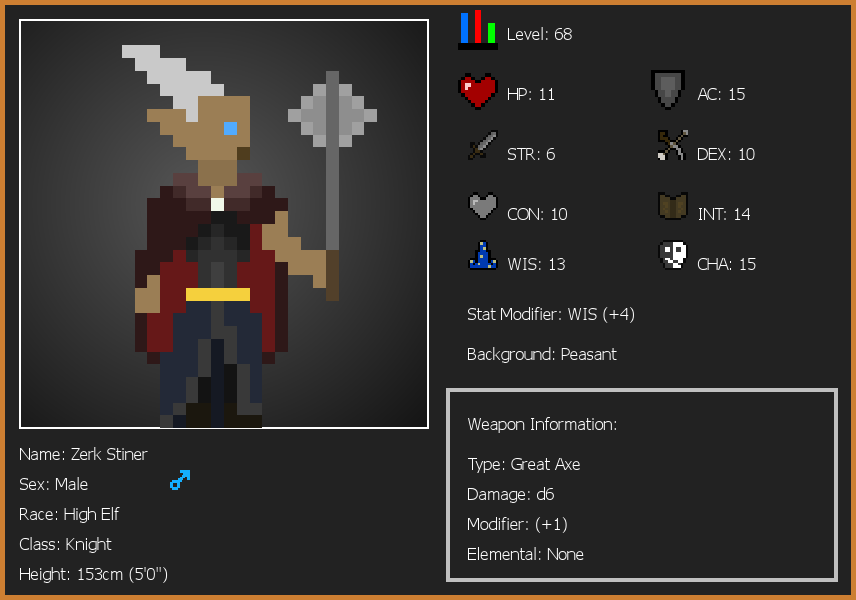 Level: 68
HP: 11
AC: 15
STR: 6
DEX: 10
CON: 10
INT: 14
WIS: 13
CHA: 15
Stat Modifier: WIS (+4)
Background: Peasant
Weapon Information:
Type: Great Axe
Damage: d6
Modifier: (+1)
Elemental: None
Name: Zerk Stiner
Sex: Male
Race: High Elf
Class: Knight
Height: 153cm (5'0")